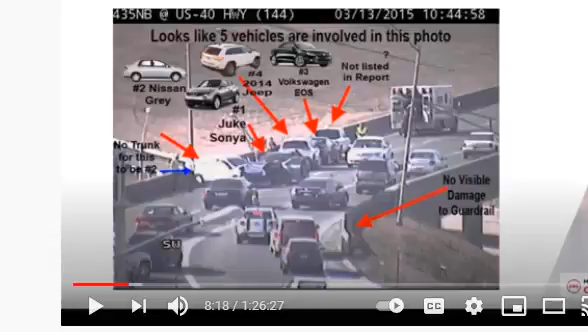 435NB @ US-40 HWY (144) 03/13/2015 10:44:58
Looks like 5 vehicles are involved in this photo
#2 Nissan
Grey
#4
2014
Jeep
#3
Volkswagen
EOS
?
Not listed
in Report
#1
Juke
Sonya
No Trunk
for this
to be #2
No Visible
Damage
to Guardrail
8:18 / 1:26:27
CC